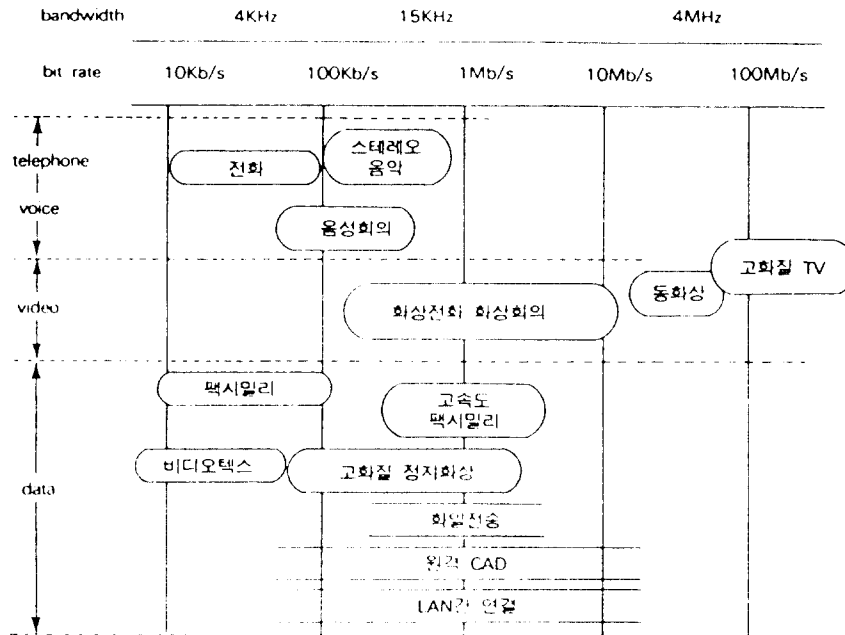 bandwidth 4KHz 15KHz 4MHz
bit rate 10Kb/s 100Kb/s 1Mb/s 10Mb/s 100Mb/s
telephone
전화
스테레오
음악
voice
음성회의
고화질 TV
동화상
video
화상전화 화상회의
팩시밀리
고속도
팩시밀리
비디오텍스
고화질 정지화상
data
화일전송
원격 CAD
LAN간 연결